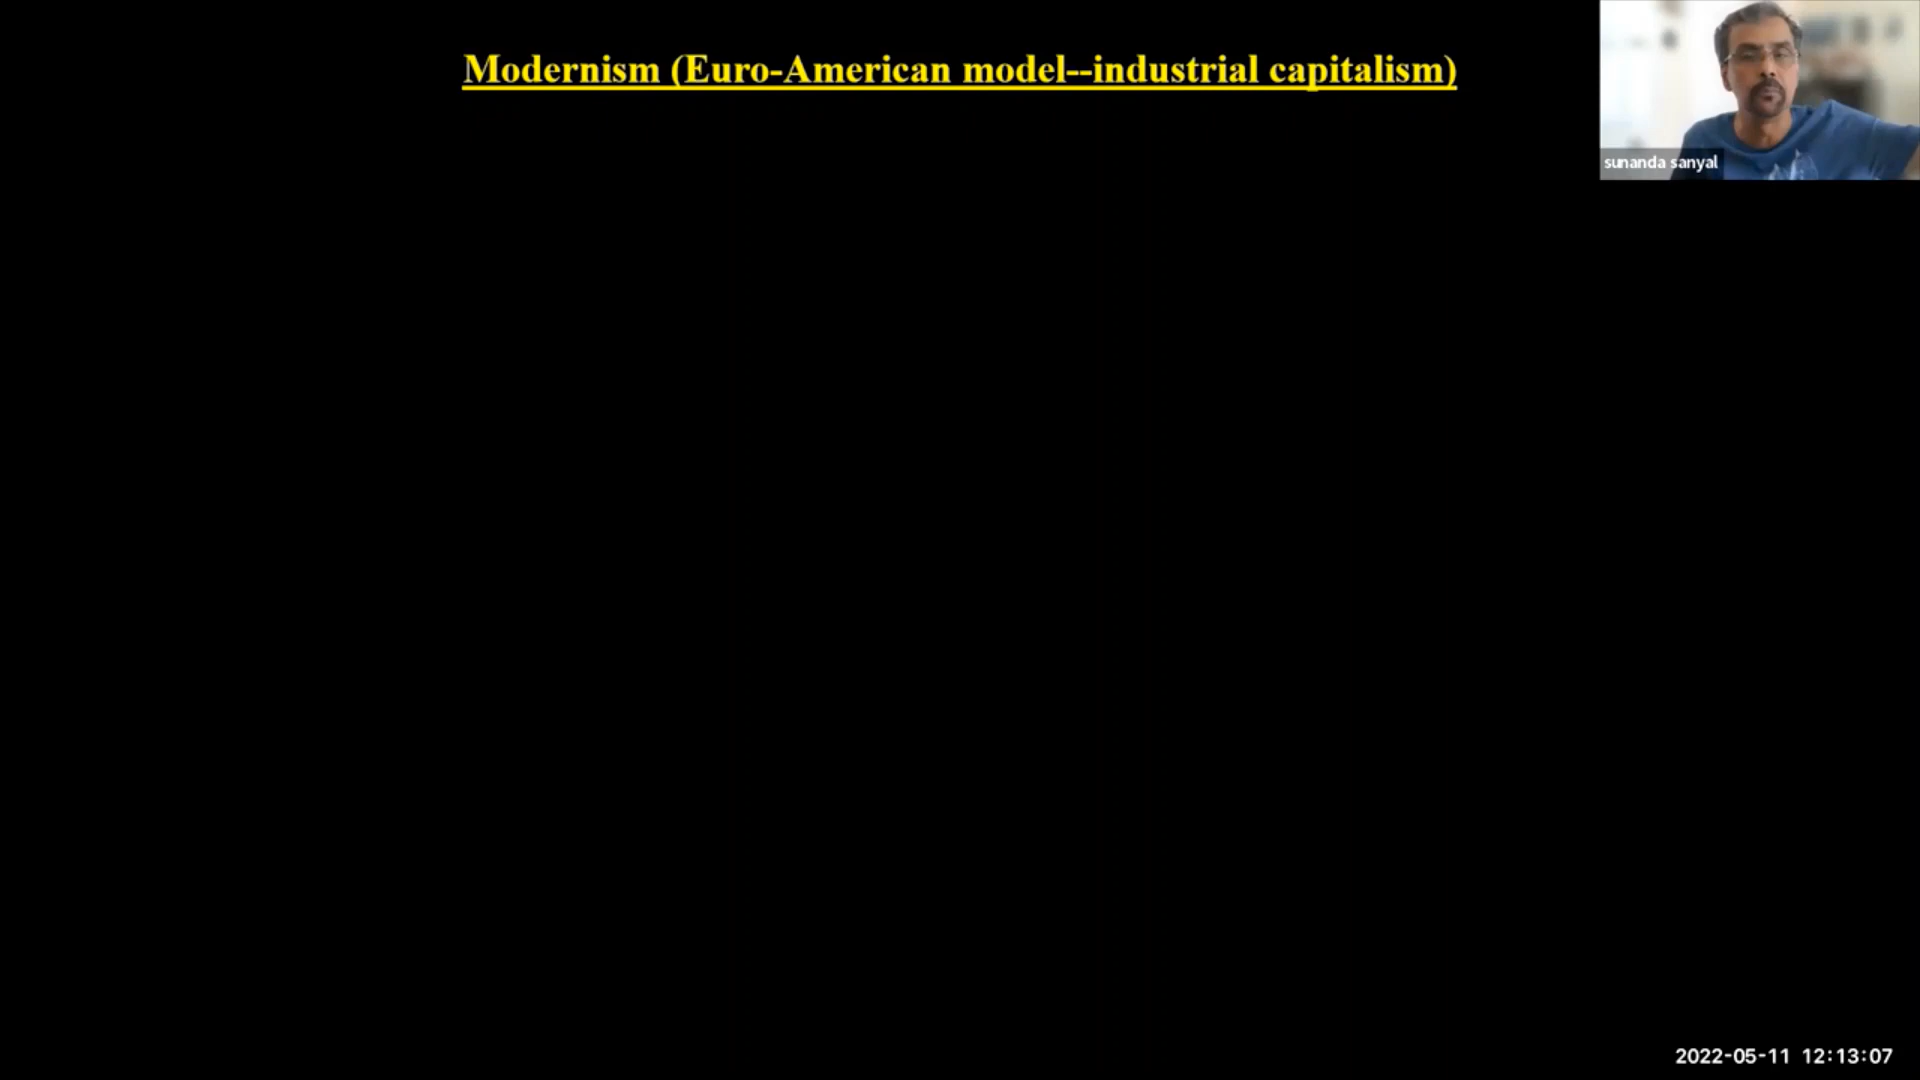 Modernism (Euro-American model--industrial capitalism)
sunanda sanyal
2022-05-11 12:13:07